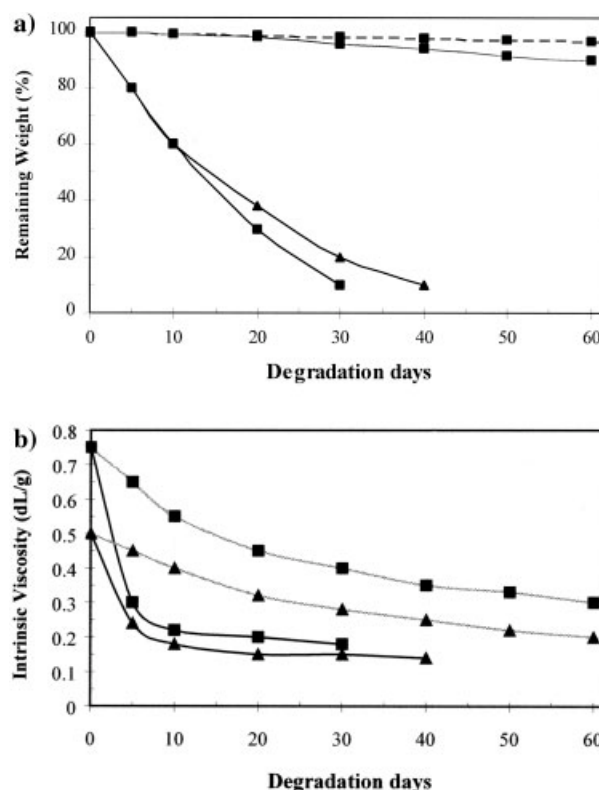 a)
100
80
60
40
20
0
Remaining Weight (%)
0 10 20 30 40 50 60
Degradation days
b)
0.8
0.7
0.6
0.5
0.4
0.3
0.2
0.1
0
Intrinsic Viscosity (dL/g)
0 10 20 30 40 50 60
Degradation days